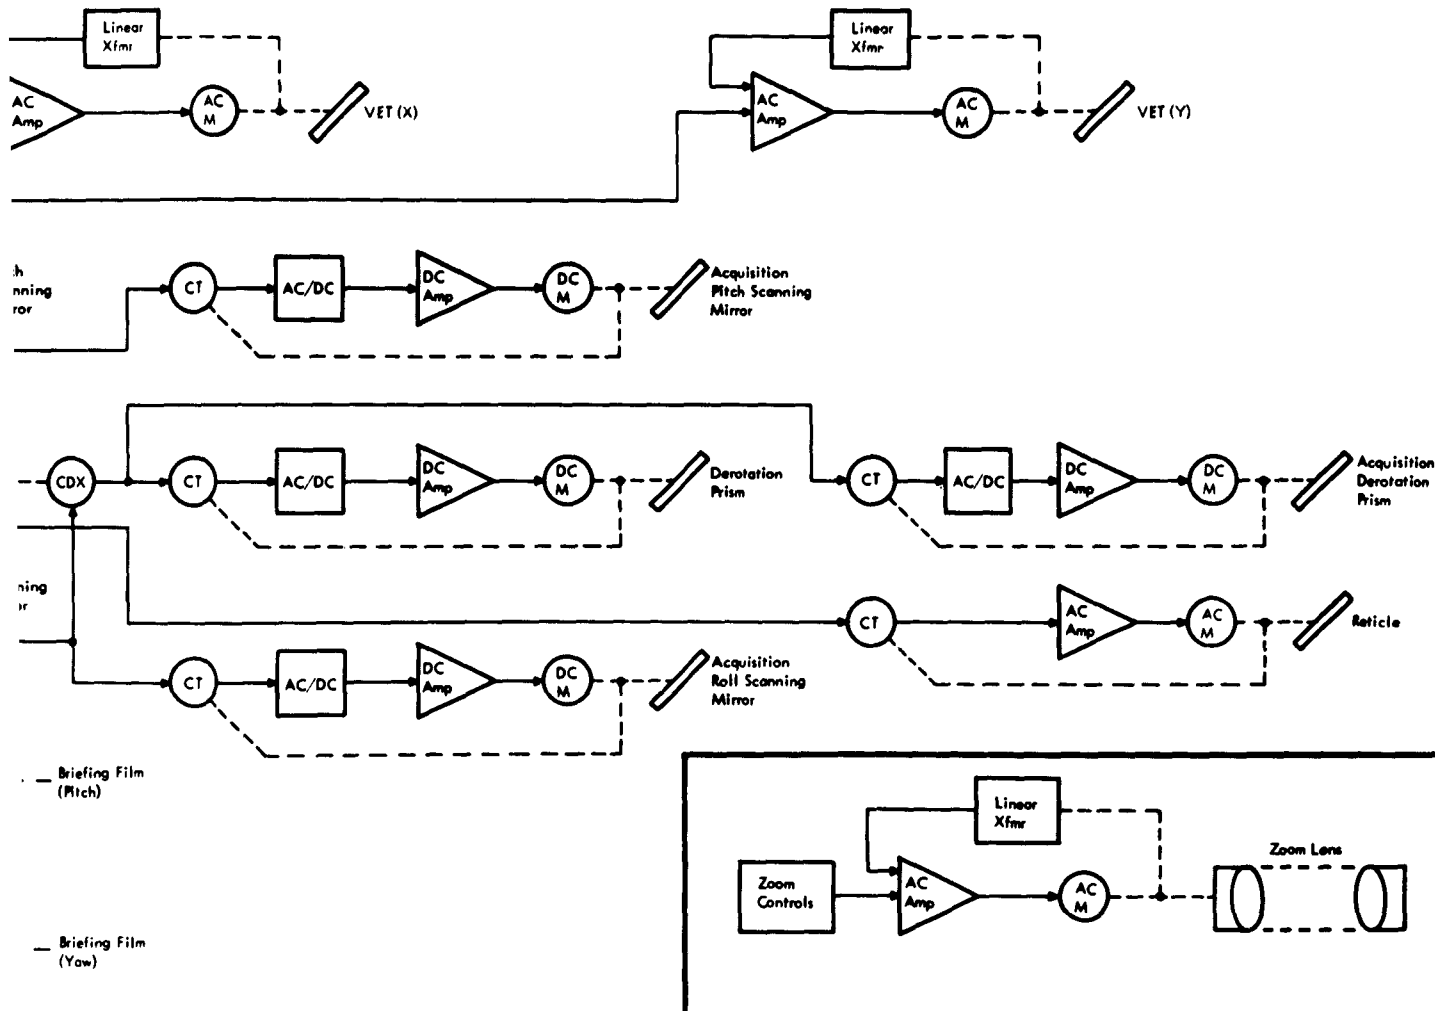 Linear
Xfmr
AC
Amp
AC
M
VET (X)
Linear
Xfmr
AC
Amp
AC
M
VET (Y)
CT
AC/DC
DC
Amp
DC
M
Acquisition
Pitch Scanning
Mirror
CDX
CT
AC/DC
DC
Amp
DC
M
Derotation
Prism
CT
AC/DC
DC
Amp
DC
M
Acquisition
Derotation
Prism
CT
AC
Amp
AC
M
Reticle
CT
AC/DC
DC
Amp
DC
M
Acquisition
Roll Scanning
Mirror
Briefing Film
(Pitch)
Briefing Film
(Yaw)
Linear
Xfmr
Zoom
Controls
AC
Amp
AC
M
Zoom Lens